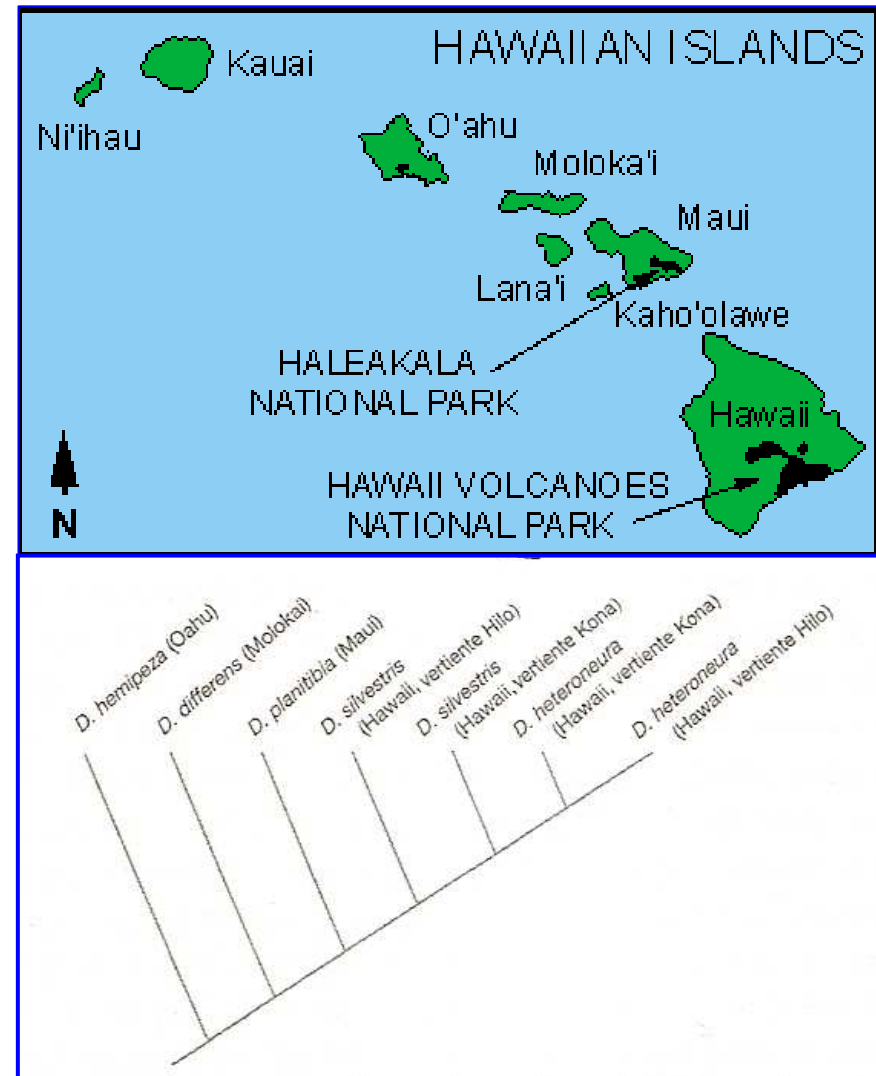 HAWAIIAN ISLANDS
Kauai
Ni'ihau
O'ahu
Moloka'i
Maui
Lana'i
Kaho'olawe
HALEAKALA
NATIONAL PARK
Hawaii
HAWAII VOLCANOES
NATIONAL PARK
N
D. hemipeza (Oahu)
D. differens (Molokai)
D. planitibia (Maui)
D. silvestris
(Hawaii, vertiente Hilo)
D. silvestris
(Hawaii, vertiente Kona)
D. heteroneura
(Hawaii, vertiente Kona)
D. heteroneura
(Hawaii, vertiente Hilo)